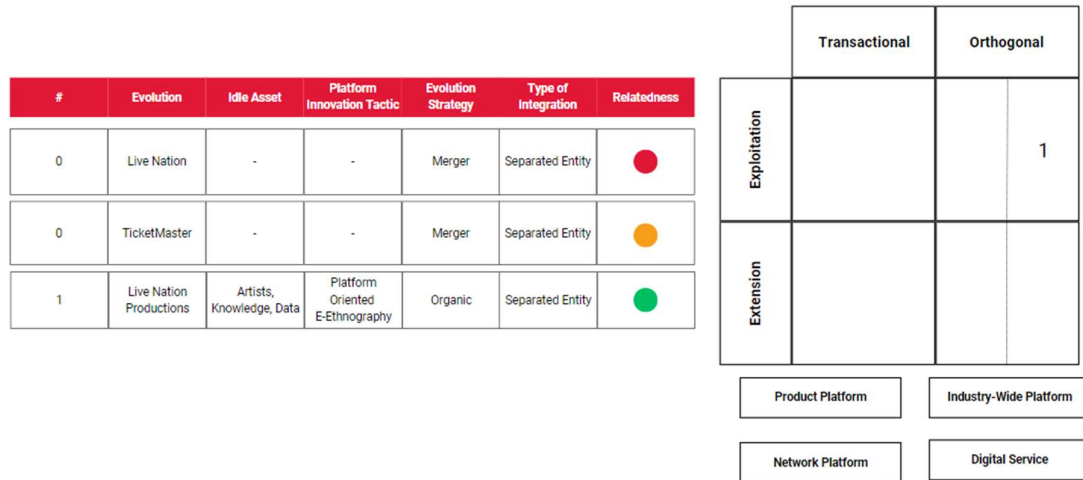 Transactional
Orthogonal
#
Evolution
Idle Asset
Platform
Innovation Tactic
Evolution
Strategy
Type of
Integration
Relatedness
0
Live Nation
-
-
Merger
Separated Entity
0
TicketMaster
-
-
Merger
Separated Entity
1
Live Nation
Productions
Artists,
Knowledge, Data
Platform
Oriented
E-Ethnography
Organic
Separated Entity
Exploitation
1
Extension
Product Platform
Industry-Wide Platform
Network Platform
Digital Service